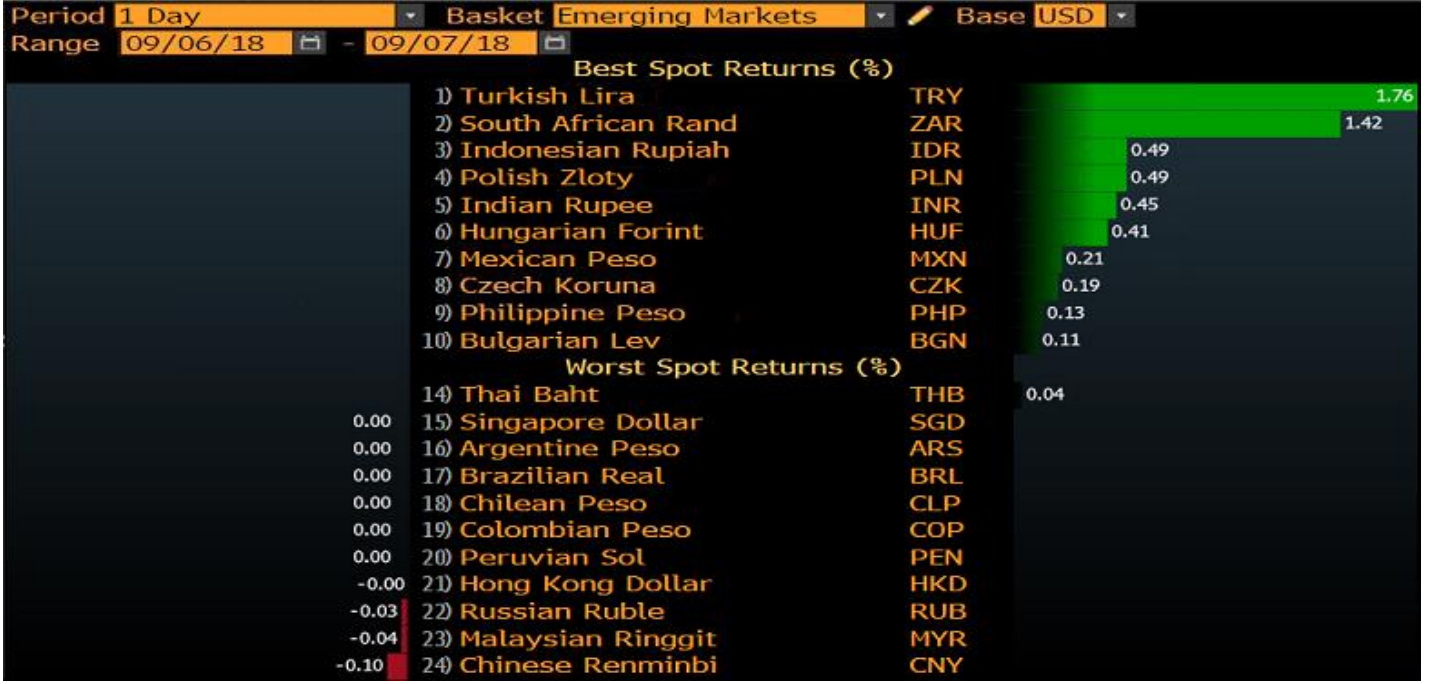 Period 1 Day Basket Emerging Markets Base USD
Range 09/06/18 - 09/07/18
Best Spot Returns (%)
1) Turkish Lira TRY 1.76
2) South African Rand ZAR 1.42
3) Indonesian Rupiah IDR 0.49
4) Polish Zloty PLN 0.49
5) Indian Rupee INR 0.45
6) Hungarian Forint HUF 0.41
7) Mexican Peso MXN 0.21
8) Czech Koruna CZK 0.19
9) Philippine Peso PHP 0.13
10) Bulgarian Lev BGN 0.11
Worst Spot Returns (%)
14) Thai Baht THB 0.04
0.00 15) Singapore Dollar SGD
0.00 16) Argentine Peso ARS
0.00 17) Brazilian Real BRL
0.00 18) Chilean Peso CLP
0.00 19) Colombian Peso COP
0.00 20) Peruvian Sol PEN
-0.00 21) Hong Kong Dollar HKD
-0.03 22) Russian Ruble RUB
-0.04 23) Malaysian Ringgit MYR
-0.10 24) Chinese Renminbi CNY